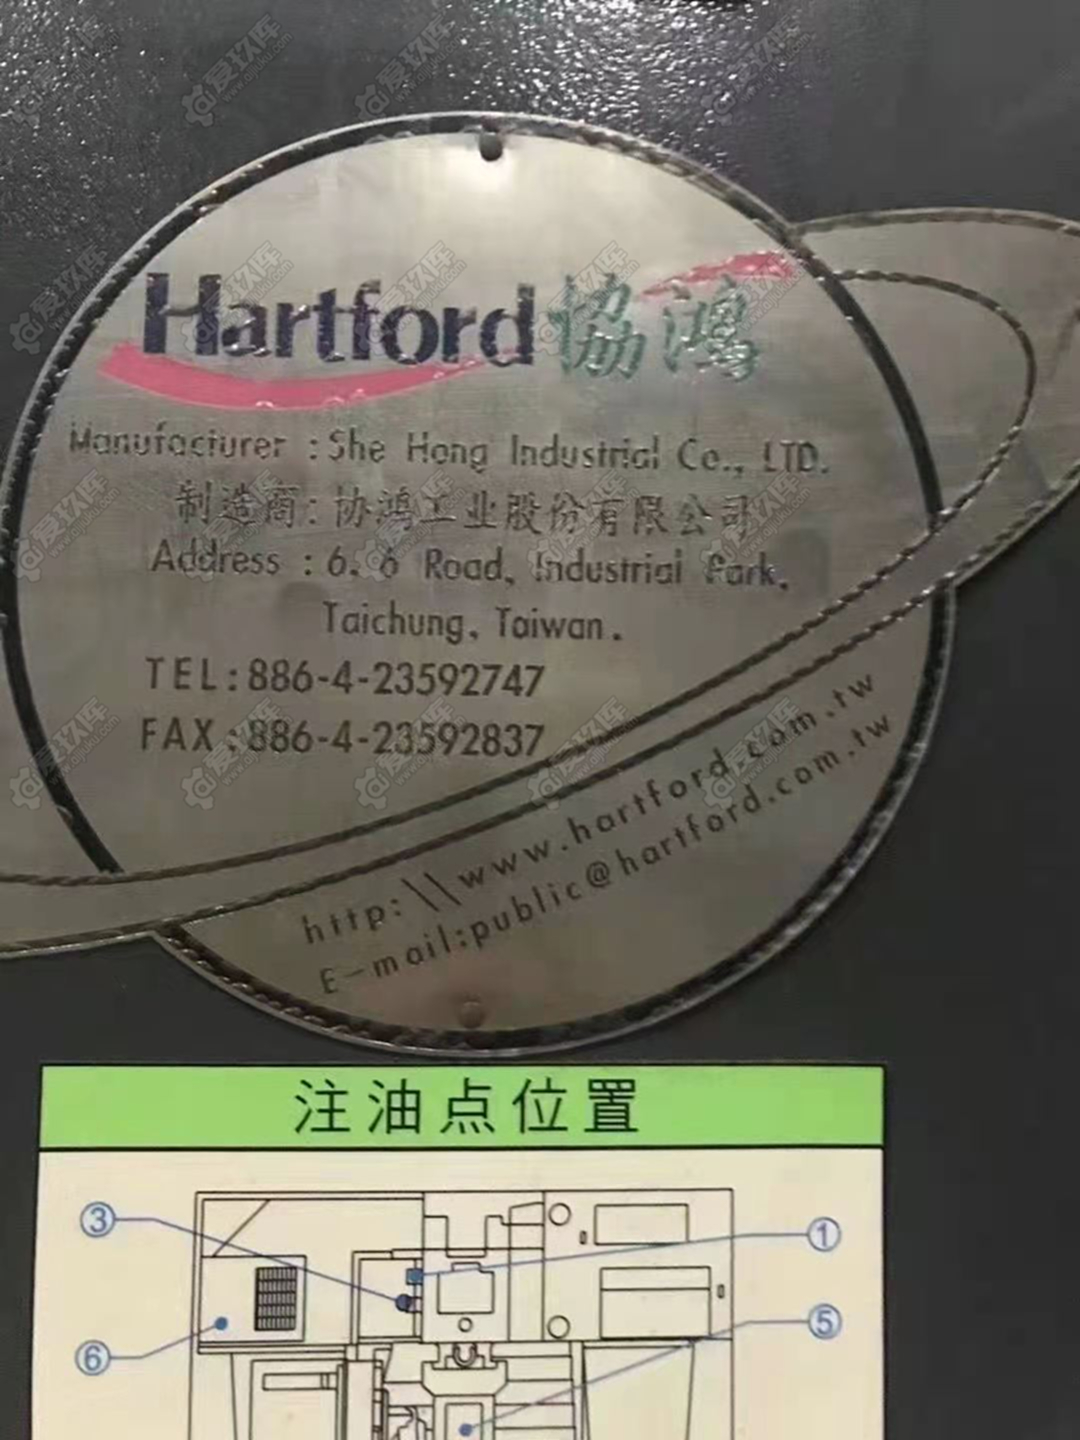 Hartford 協鴻
Manufacturer : She Hong Industrial Co., LTD.
制造商: 协鸿工业股份有限公司
Address : 6, 6 Road, Industrial Park,
Taichung, Taiwan.
TEL:886-4-23592747
FAX:886-4-23592837
http:\\www.hartford.com.tw
E-mail:public@hartford.com.tw
注油点位置
③
①
⑤
⑥